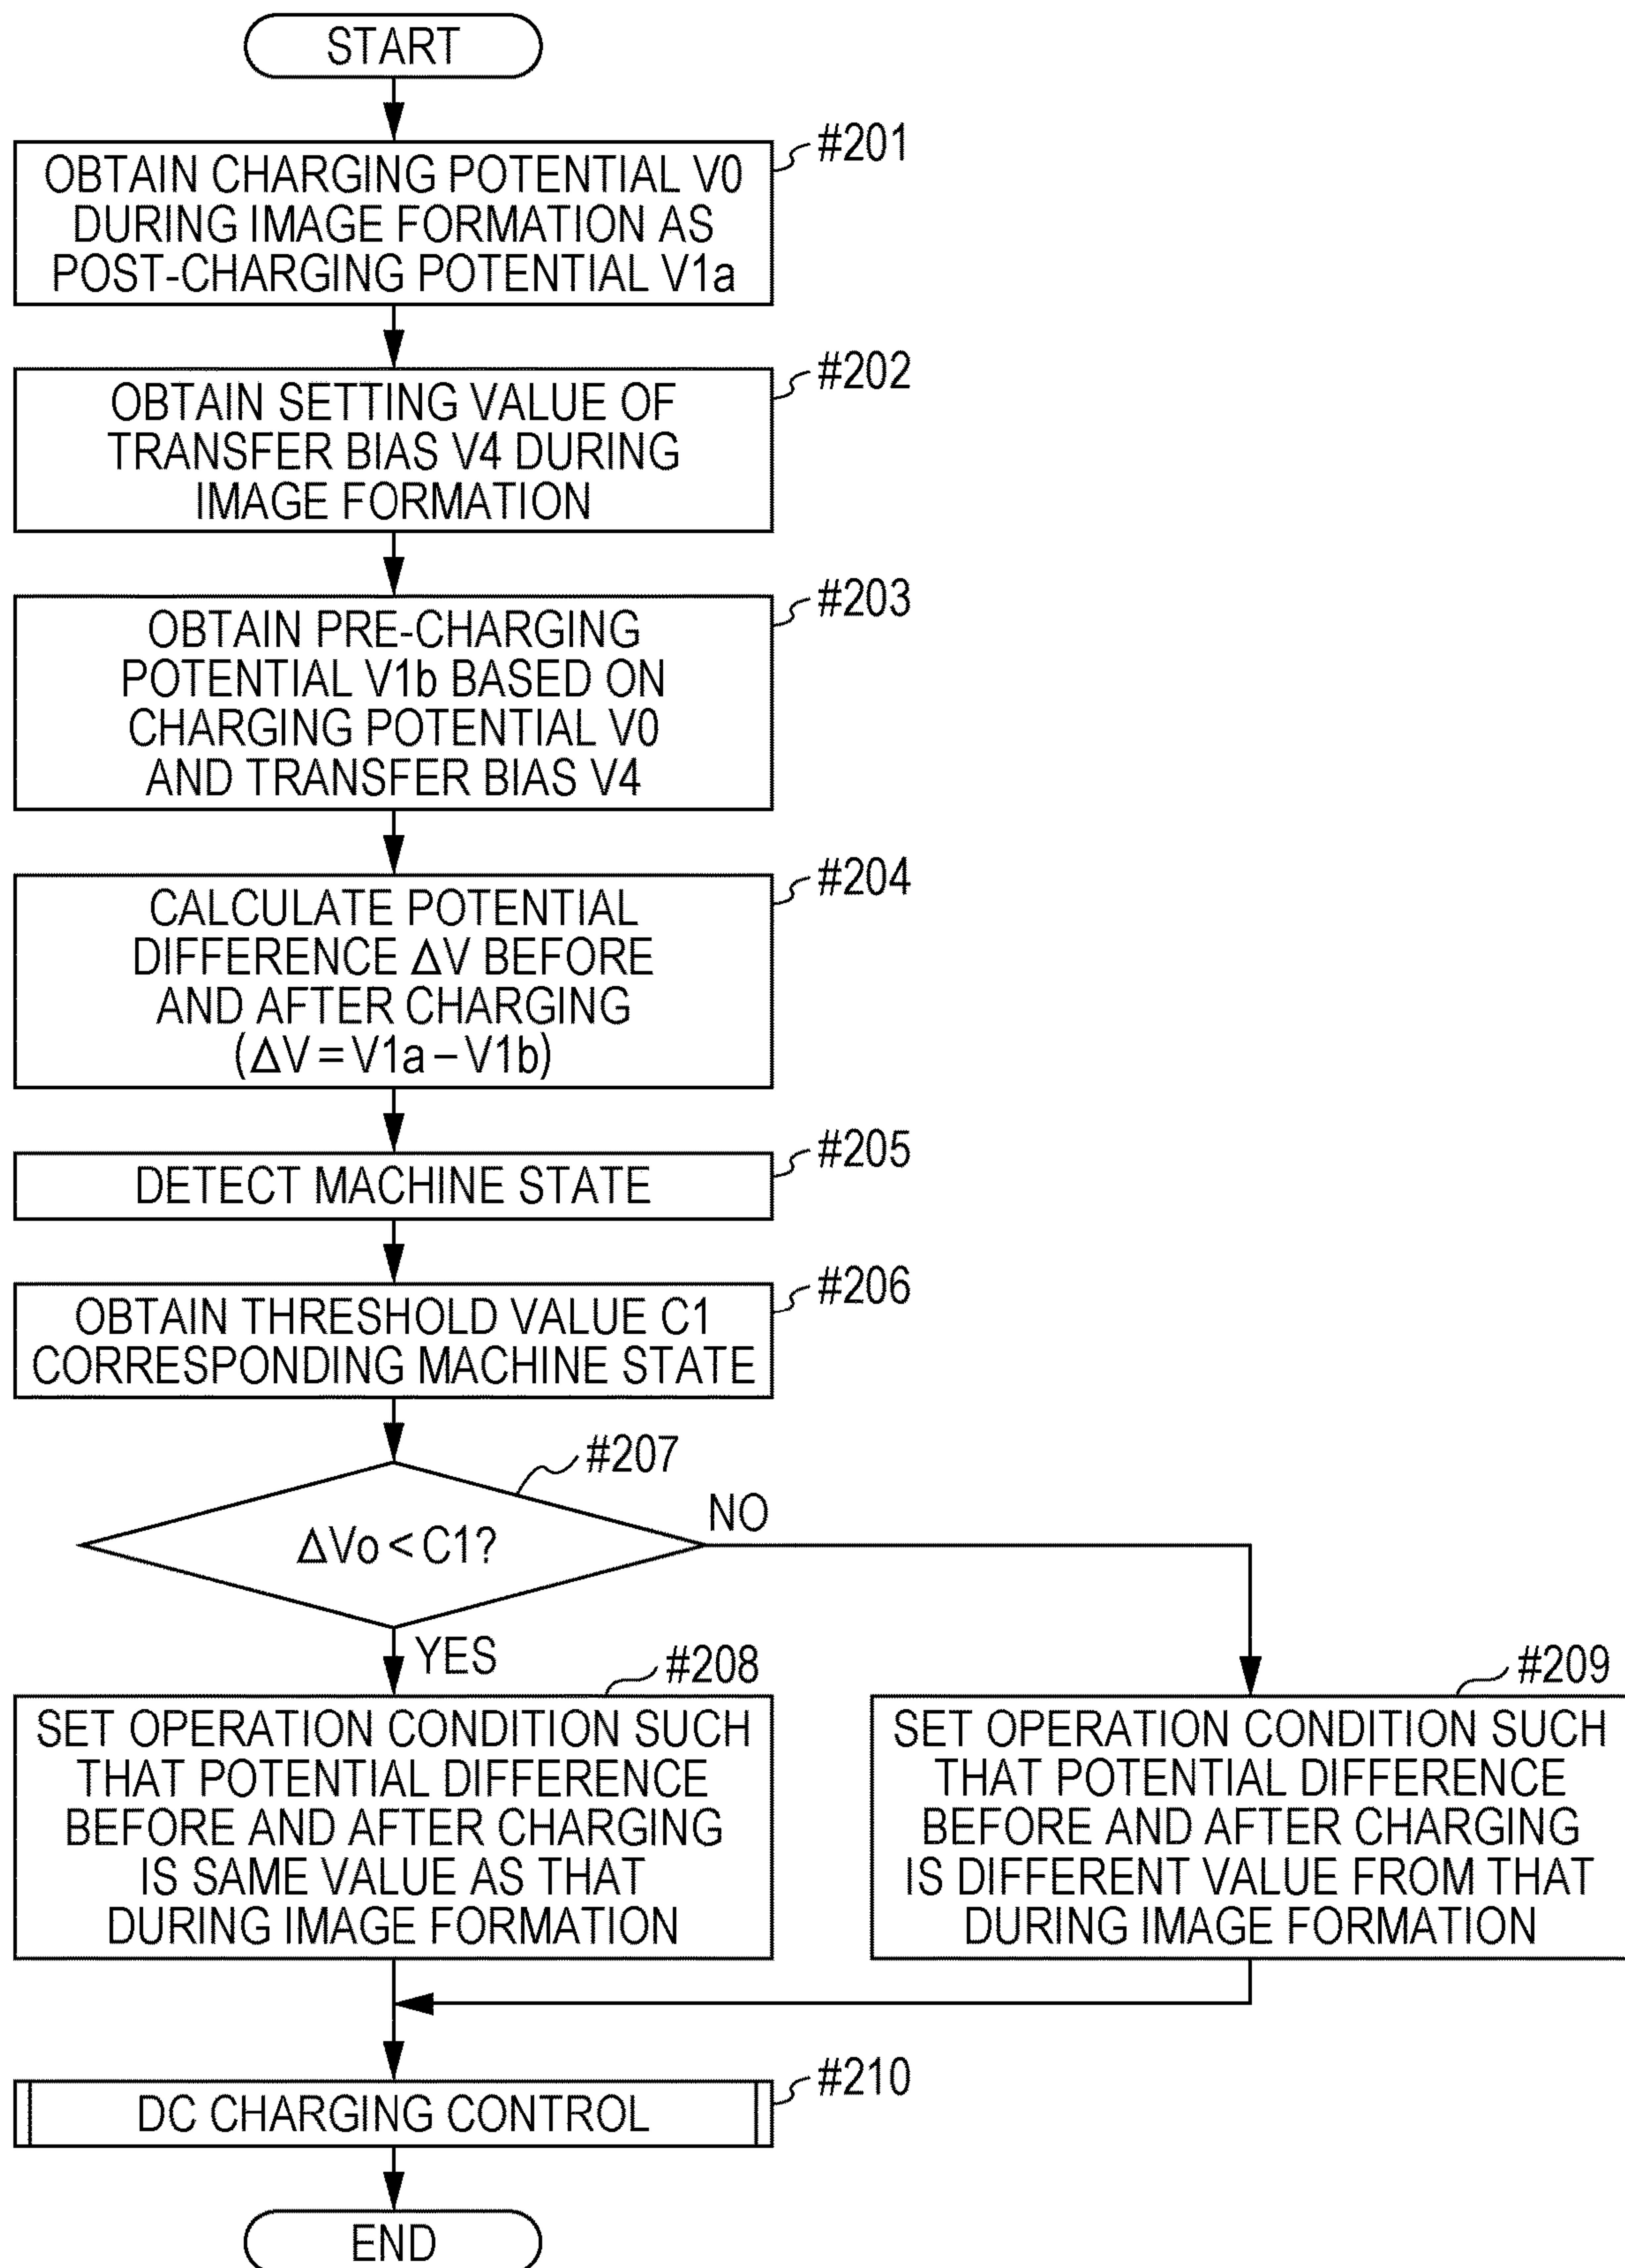 START
#201
OBTAIN CHARGING POTENTIAL V0
DURING IMAGE FORMATION AS
POST-CHARGING POTENTIAL V1a
#202
OBTAIN SETTING VALUE OF
TRANSFER BIAS V4 DURING
IMAGE FORMATION
#203
OBTAIN PRE-CHARGING
POTENTIAL V1b BASED ON
CHARGING POTENTIAL V0
AND TRANSFER BIAS V4
#204
CALCULATE POTENTIAL
DIFFERENCE ΔV BEFORE
AND AFTER CHARGING
(ΔV = V1a – V1b)
#205
DETECT MACHINE STATE
#206
OBTAIN THRESHOLD VALUE C1
CORRESPONDING MACHINE STATE
#207
ΔVo < C1?
NO
YES
#208
SET OPERATION CONDITION SUCH
THAT POTENTIAL DIFFERENCE
BEFORE AND AFTER CHARGING
IS SAME VALUE AS THAT
DURING IMAGE FORMATION
#209
SET OPERATION CONDITION SUCH
THAT POTENTIAL DIFFERENCE
BEFORE AND AFTER CHARGING
IS DIFFERENT VALUE FROM THAT
DURING IMAGE FORMATION
#210
DC CHARGING CONTROL
END